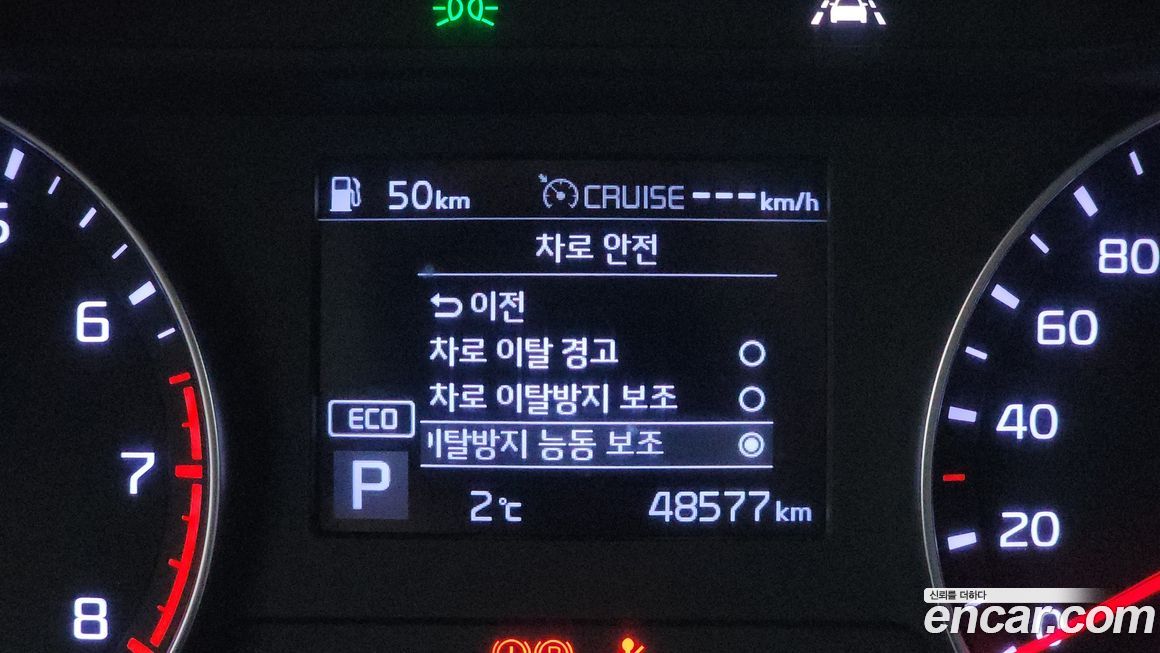 50km CRUISE ---km/h
차로 안전
이전
차로 이탈 경고
차로 이탈방지 보조
이탈방지 능동 보조
ECO
P
2℃ 48577km
6
7
8
80
60
40
20
0
신뢰를 더하다
encar.com